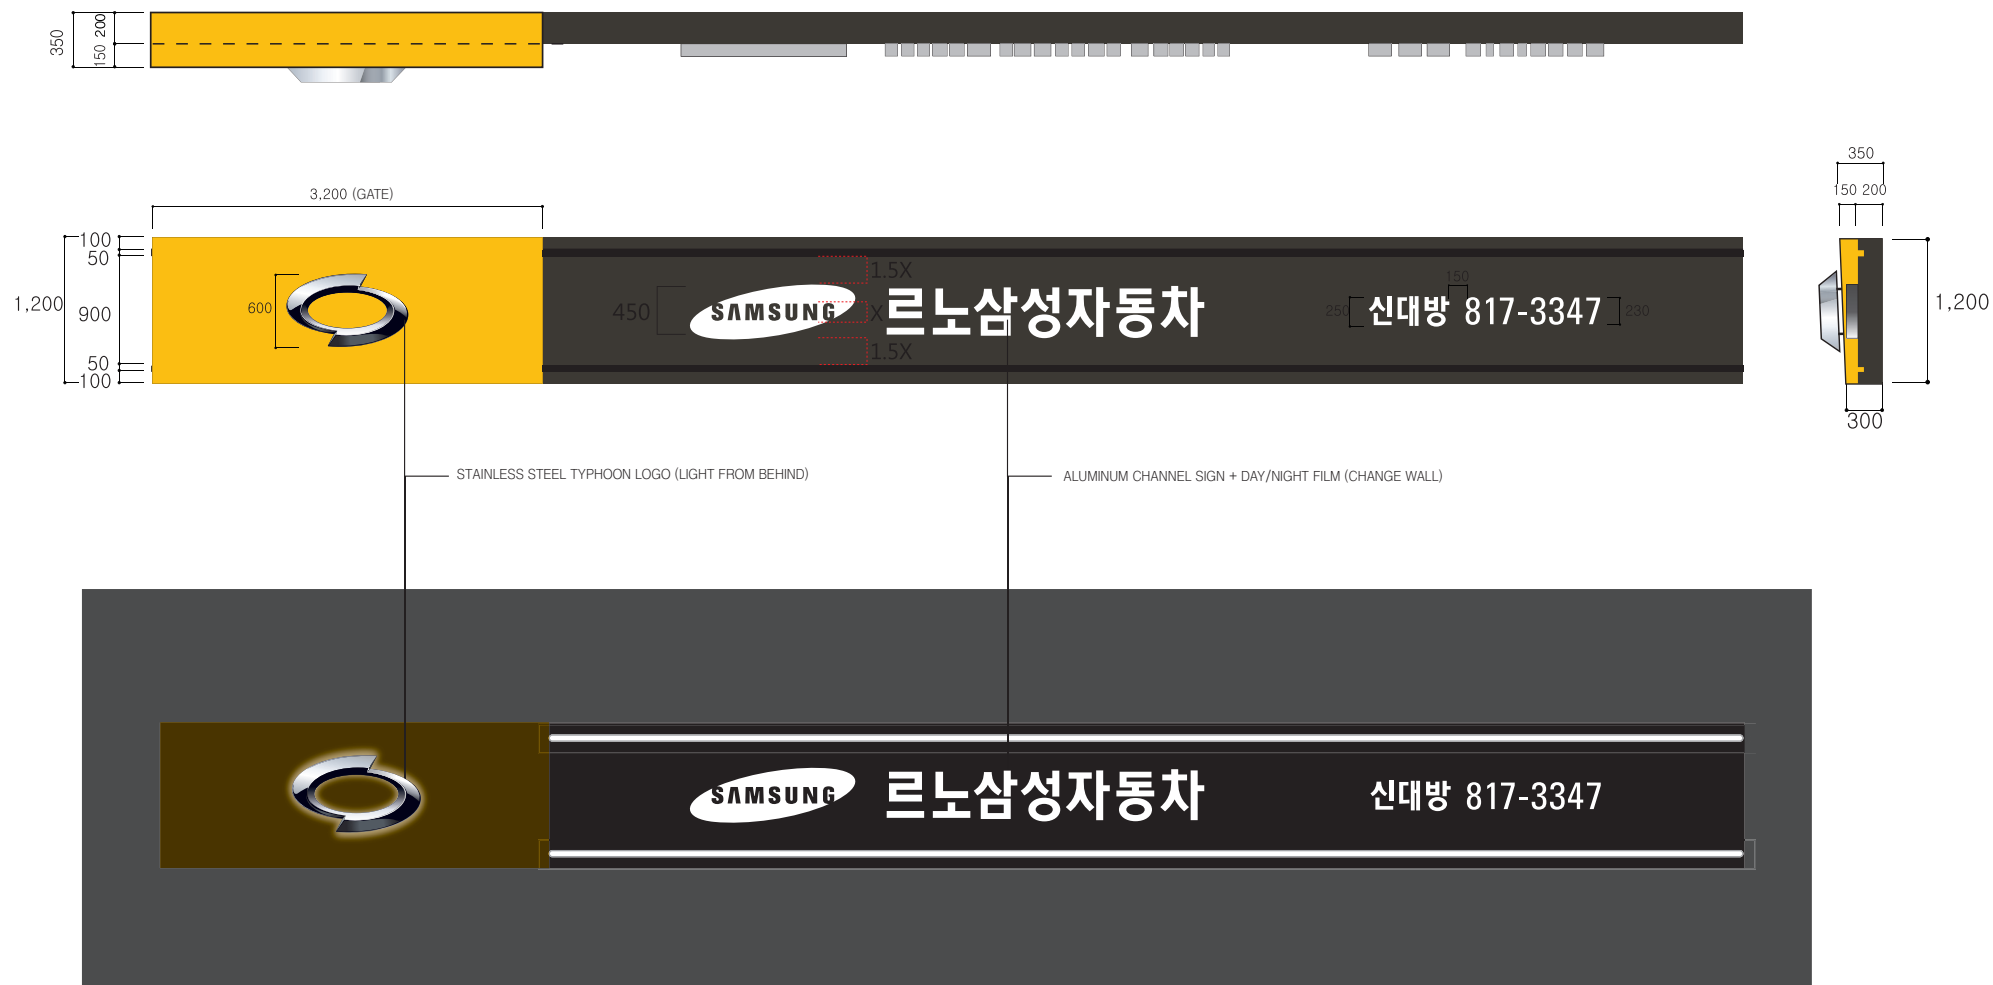 350
200
150
3,200 (GATE)
1,200
100
50
900
50
100
600
450
SAMSUNG
1.5X
X
1.5X
르노삼성자동차
250
150
신대방 817-3347
230
350
150 200
1,200
300
STAINLESS STEEL TYPHOON LOGO (LIGHT FROM BEHIND)
ALUMINUM CHANNEL SIGN + DAY/NIGHT FILM (CHANGE WALL)
SAMSUNG 르노삼성자동차 신대방 817-3347